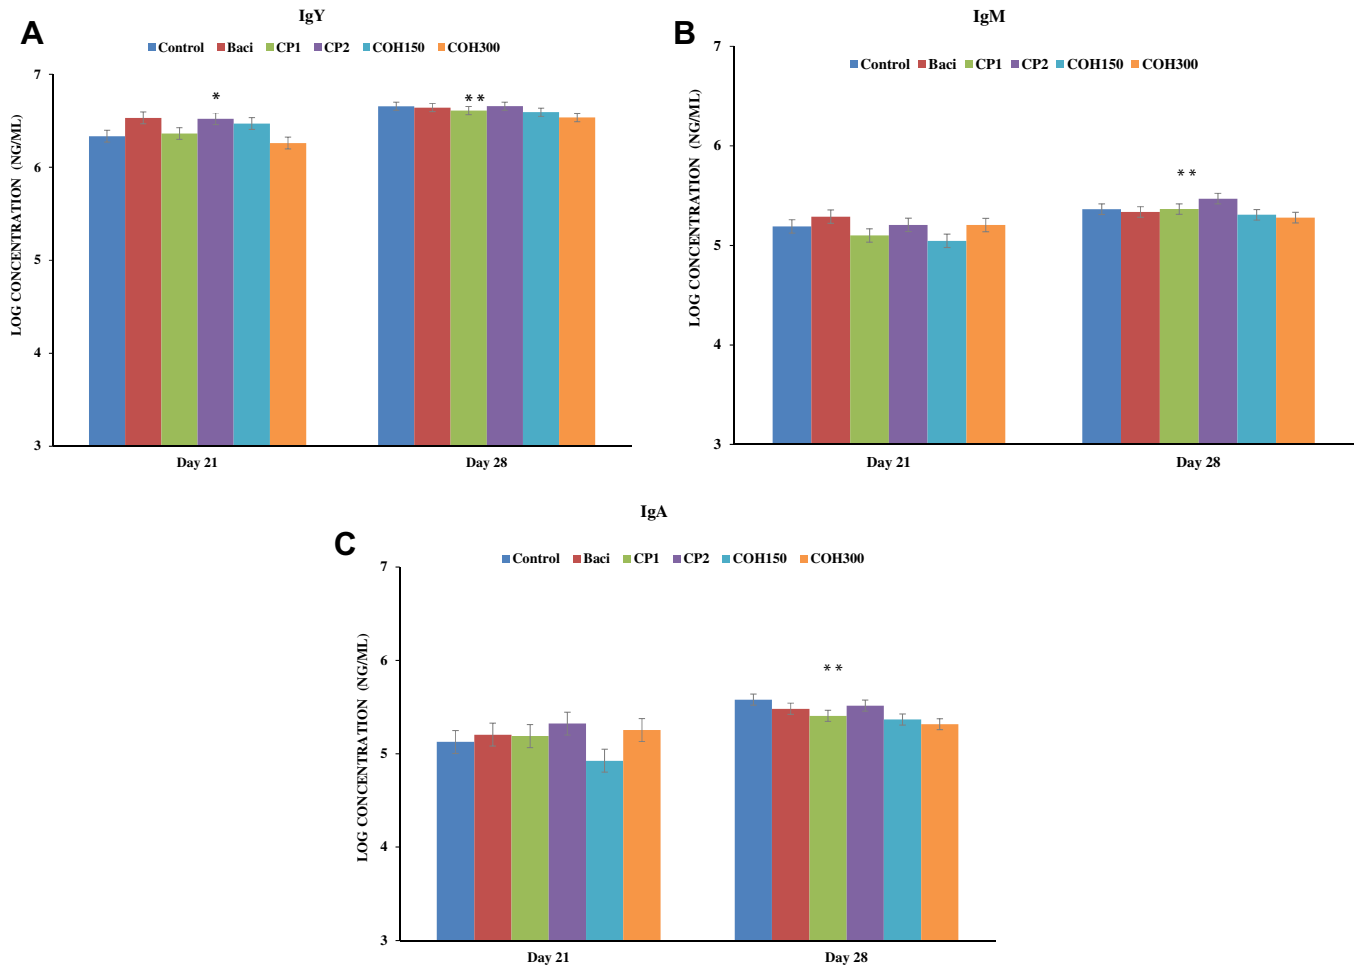 A
IgY
Control Baci CP1 CP2 COH150 COH300
LOG CONCENTRATION (NG/ML)
7
6
5
4
3
*
**
Day 21 Day 28
B
IgM
Control Baci CP1 CP2 COH150 COH300
LOG CONCENTRATION (NG/ML)
7
6
5
4
3
**
Day 21 Day 28
C
IgA
Control Baci CP1 CP2 COH150 COH300
LOG CONCENTRATION (NG/ML)
7
6
5
4
3
**
Day 21 Day 28